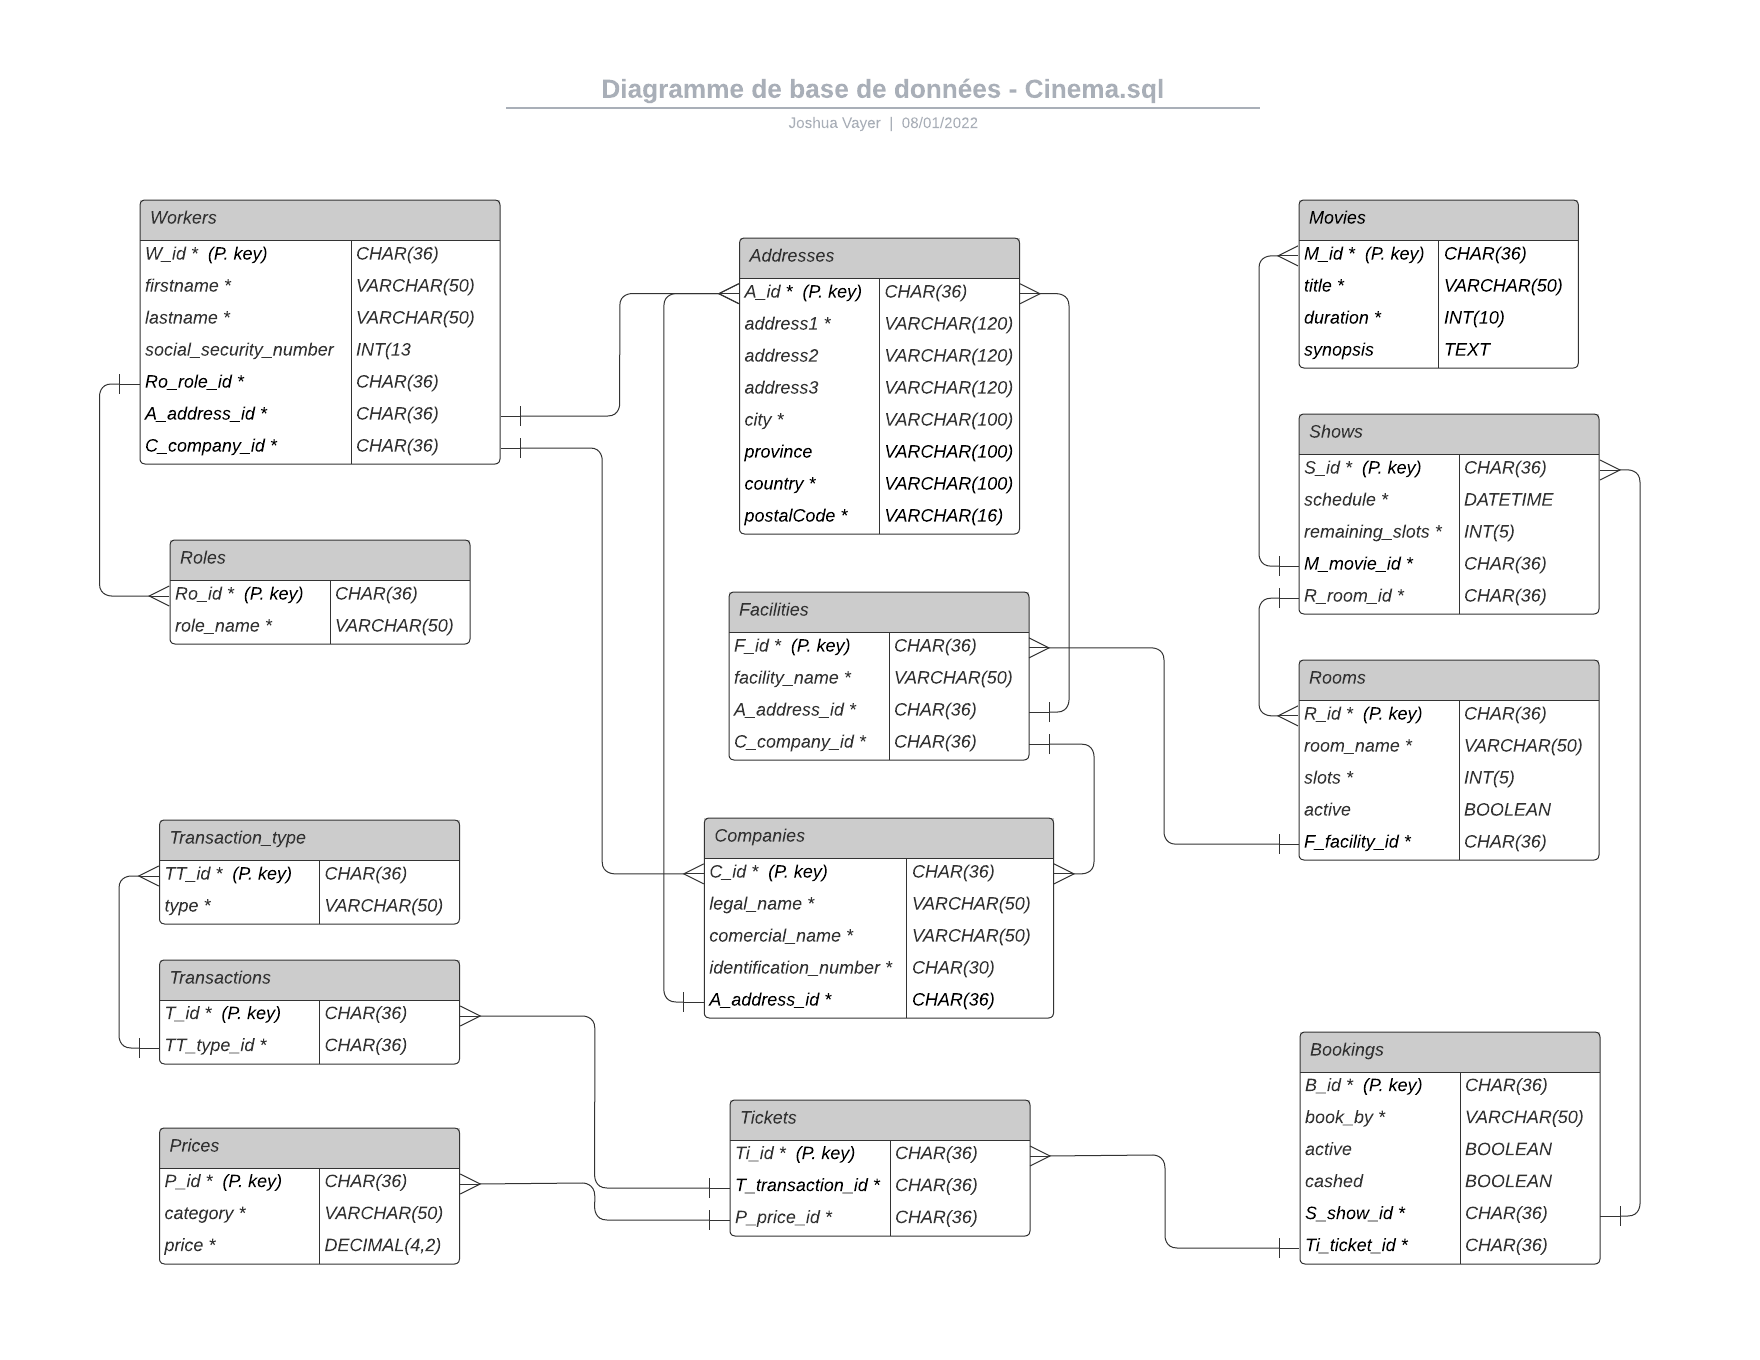 Diagramme de base de données - Cinema.sql
Joshua Vayer | 08/01/2022
Workers
W_id * (P. key) CHAR(36)
firstname * VARCHAR(50)
lastname * VARCHAR(50)
social_security_number INT(13
Ro_role_id * CHAR(36)
A_address_id * CHAR(36)
C_company_id * CHAR(36)
Roles
Ro_id * (P. key) CHAR(36)
role_name * VARCHAR(50)
Transaction_type
TT_id * (P. key) CHAR(36)
type * VARCHAR(50)
Transactions
T_id * (P. key) CHAR(36)
TT_type_id * CHAR(36)
Prices
P_id * (P. key) CHAR(36)
category * VARCHAR(50)
price * DECIMAL(4,2)
Addresses
A_id * (P. key) CHAR(36)
address1 * VARCHAR(120)
address2 VARCHAR(120)
address3 VARCHAR(120)
city * VARCHAR(100)
province VARCHAR(100)
country * VARCHAR(100)
postalCode * VARCHAR(16)
Facilities
F_id * (P. key) CHAR(36)
facility_name * VARCHAR(50)
A_address_id * CHAR(36)
C_company_id * CHAR(36)
Companies
C_id * (P. key) CHAR(36)
legal_name * VARCHAR(50)
comercial_name * VARCHAR(50)
identification_number * CHAR(30)
A_address_id * CHAR(36)
Tickets
Ti_id * (P. key) CHAR(36)
T_transaction_id * CHAR(36)
P_price_id * CHAR(36)
Movies
M_id * (P. key) CHAR(36)
title * VARCHAR(50)
duration * INT(10)
synopsis TEXT
Shows
S_id * (P. key) CHAR(36)
schedule * DATETIME
remaining_slots * INT(5)
M_movie_id * CHAR(36)
R_room_id * CHAR(36)
Rooms
R_id * (P. key) CHAR(36)
room_name * VARCHAR(50)
slots * INT(5)
active BOOLEAN
F_facility_id * CHAR(36)
Bookings
B_id * (P. key) CHAR(36)
book_by * VARCHAR(50)
active BOOLEAN
cashed BOOLEAN
S_show_id * CHAR(36)
Ti_ticket_id * CHAR(36)